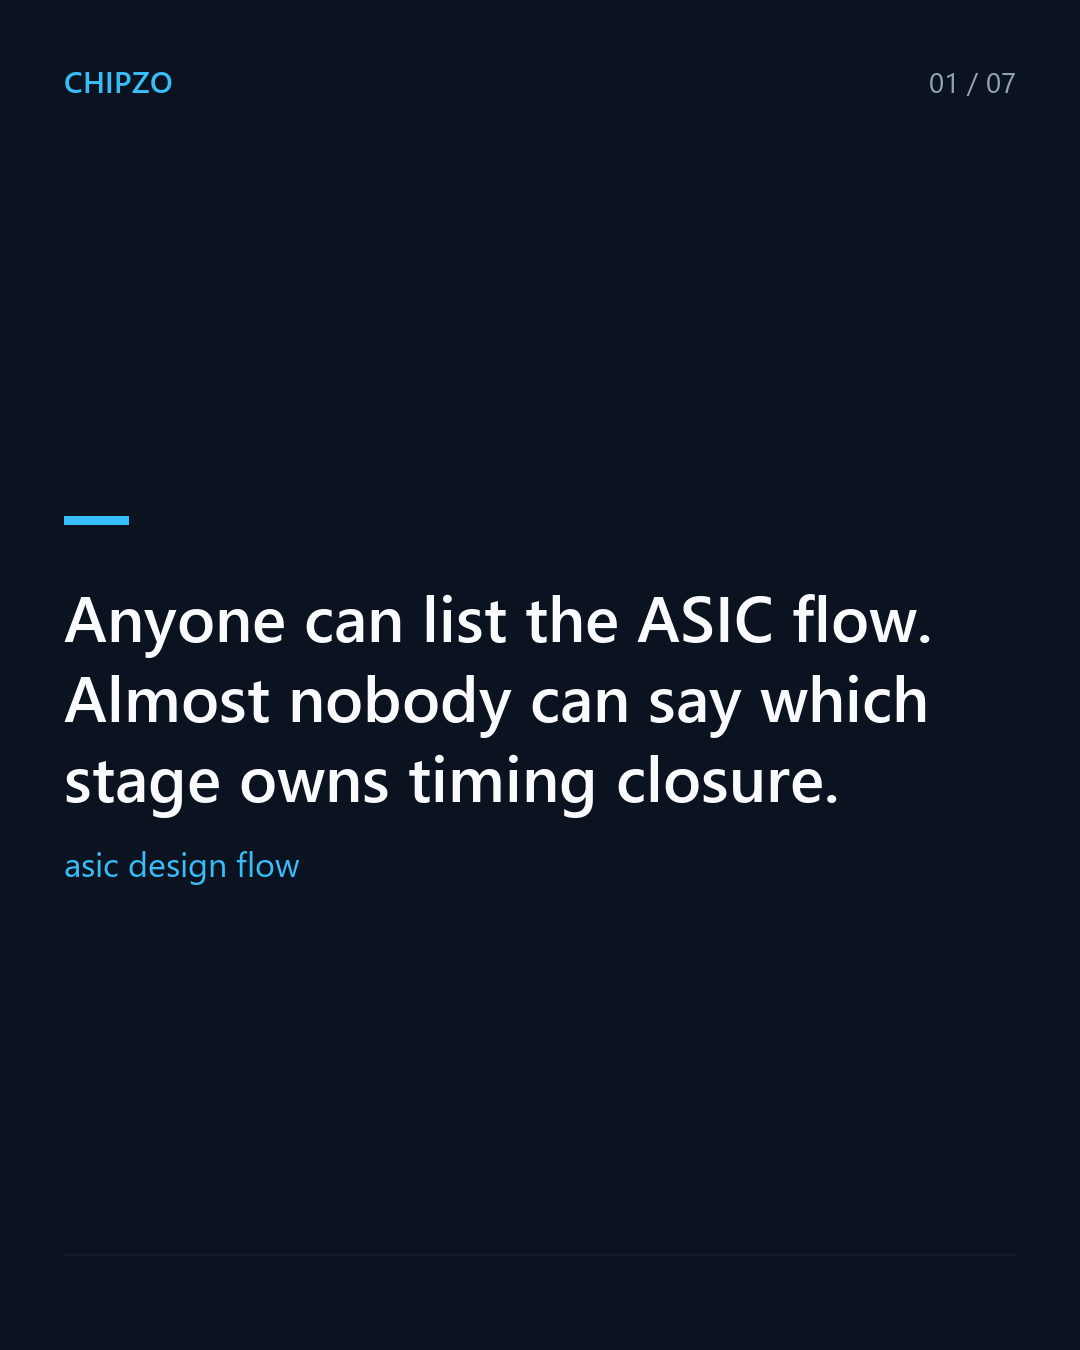 CHIPZO
01 / 07
Anyone can list the ASIC flow.
Almost nobody can say which
stage owns timing closure.
asic design flow